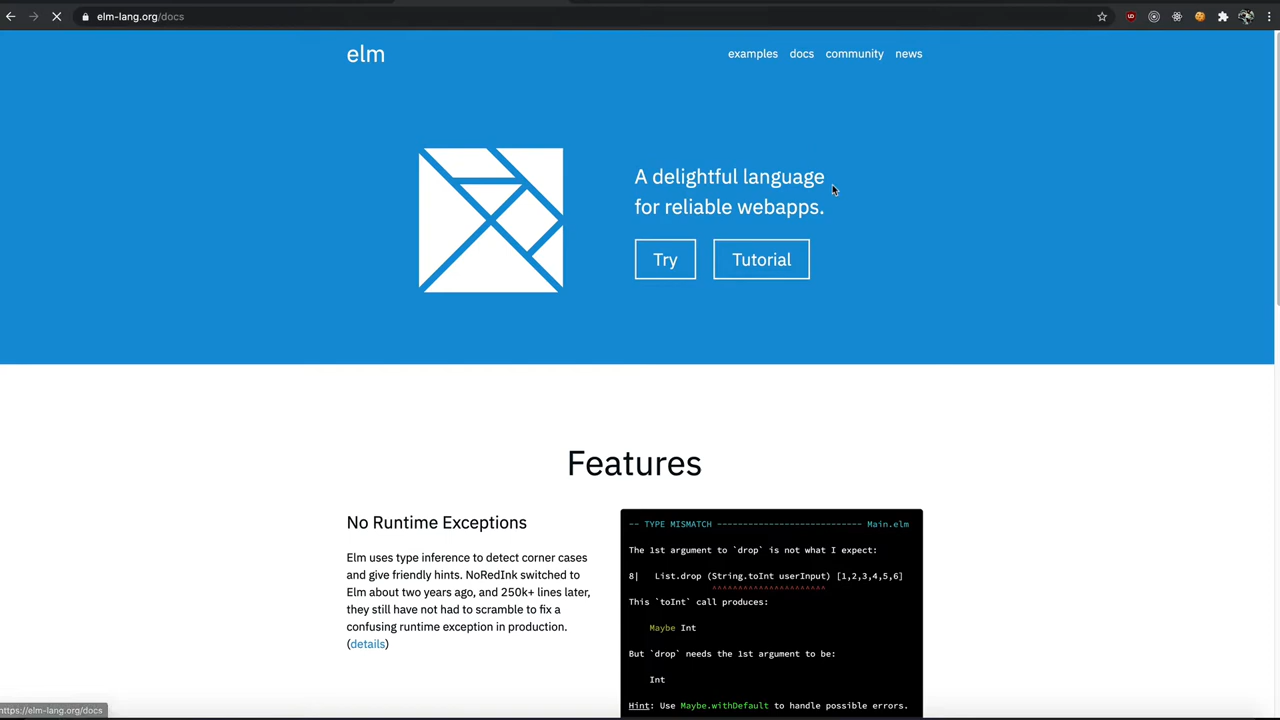 elm-lang.org/docs
elm
examples docs community news
A delightful language
for reliable webapps.
Try Tutorial
Features
No Runtime Exceptions
Elm uses type inference to detect corner cases
and give friendly hints. NoRedInk switched to
Elm about two years ago, and 250k+ lines later,
they still have not had to scramble to fix a
confusing runtime exception in production.
(details)
-- TYPE MISMATCH --------------------------- Main.elm
The 1st argument to `drop` is not what I expect:
8| List.drop (String.toInt userInput) [1,2,3,4,5,6]
^^^^^^^^^^^^^^^^^^^^^^
This `toInt` call produces:
Maybe Int
But `drop` needs the 1st argument to be:
Int
Hint: Use Maybe.withDefault to handle possible errors.
https://elm-lang.org/docs